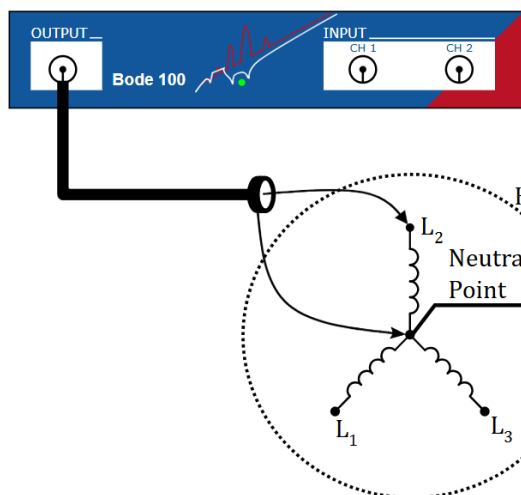 OUTPUT
INPUT
CH 1
CH 2
Bode 100
L2
Neutra
Point
L1
L3